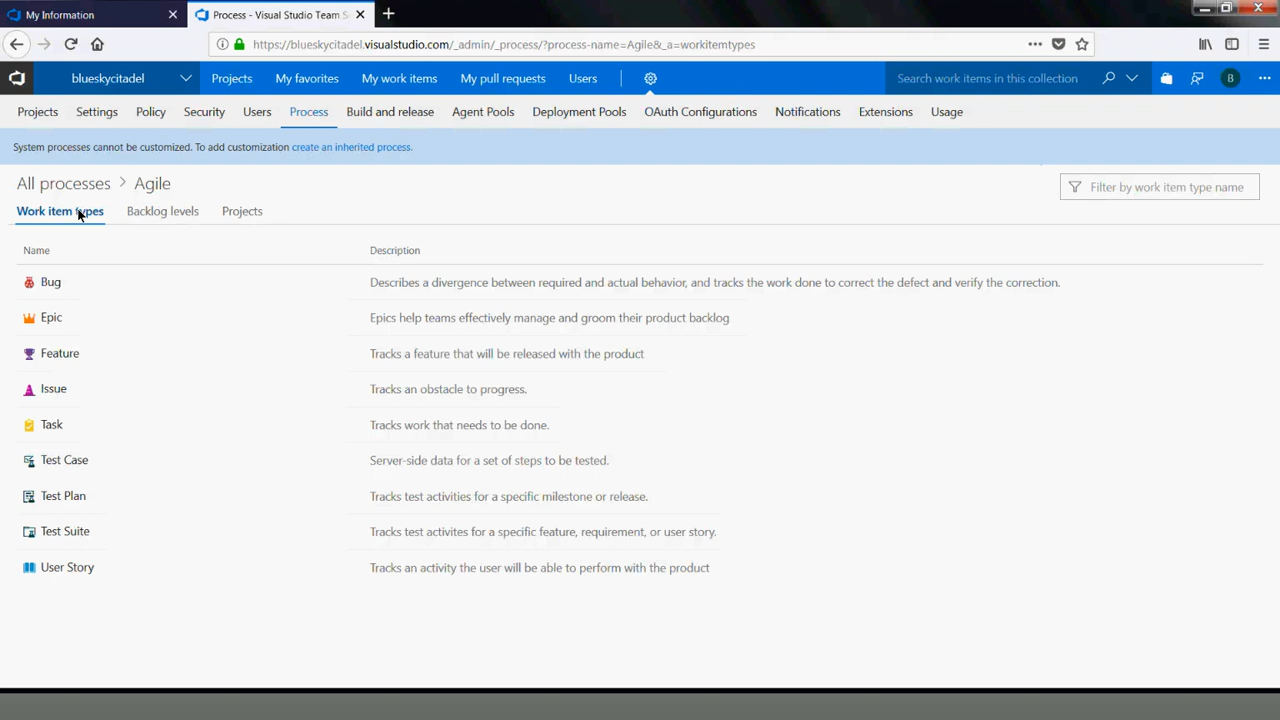 My Information
Process - Visual Studio Team S
https://blueskycitadel.visualstudio.com/_admin/_process/?process-name=Agile&_a=workitemtypes
blueskycitadel Projects My favorites My work items My pull requests Users Search work items in this collection B
Projects Settings Policy Security Users Process Build and release Agent Pools Deployment Pools OAuth Configurations Notifications Extensions Usage
System processes cannot be customized. To add customization create an inherited process.
All processes > Agile
Filter by work item type name
Work item types Backlog levels Projects
Name Description
Bug Describes a divergence between required and actual behavior, and tracks the work done to correct the defect and verify the correction.
Epic Epics help teams effectively manage and groom their product backlog
Feature Tracks a feature that will be released with the product
Issue Tracks an obstacle to progress.
Task Tracks work that needs to be done.
Test Case Server-side data for a set of steps to be tested.
Test Plan Tracks test activities for a specific milestone or release.
Test Suite Tracks test activites for a specific feature, requirement, or user story.
User Story Tracks an activity the user will be able to perform with the product